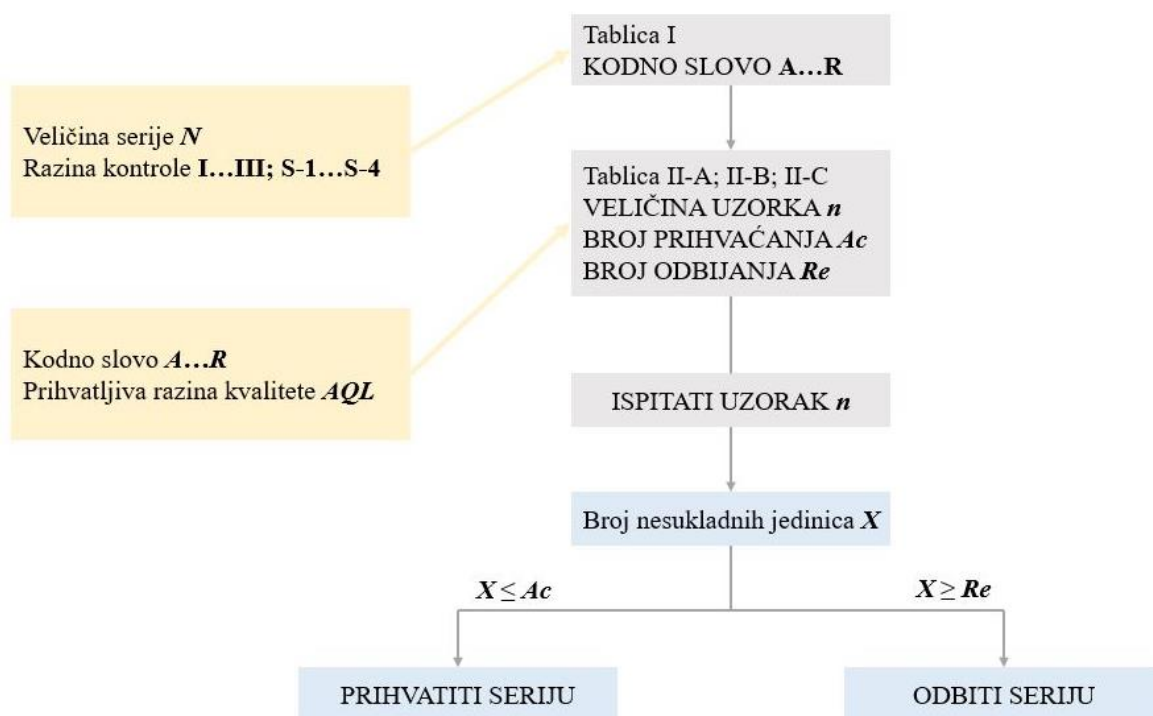 Tablica I
KODNO SLOVO A…R
Veličina serije N
Razina kontrole I…III; S-1…S-4
Tablica II-A; II-B; II-C
VELIČINA UZORKA n
BROJ PRIHVAĆANJA Ac
BROJ ODBIJANJA Re
Kodno slovo A…R
Prihvatljiva razina kvalitete AQL
ISPITATI UZORAK n
Broj nesukladnih jedinica X
X ≤ Ac
X ≥ Re
PRIHVATITI SERIJU
ODBITI SERIJU